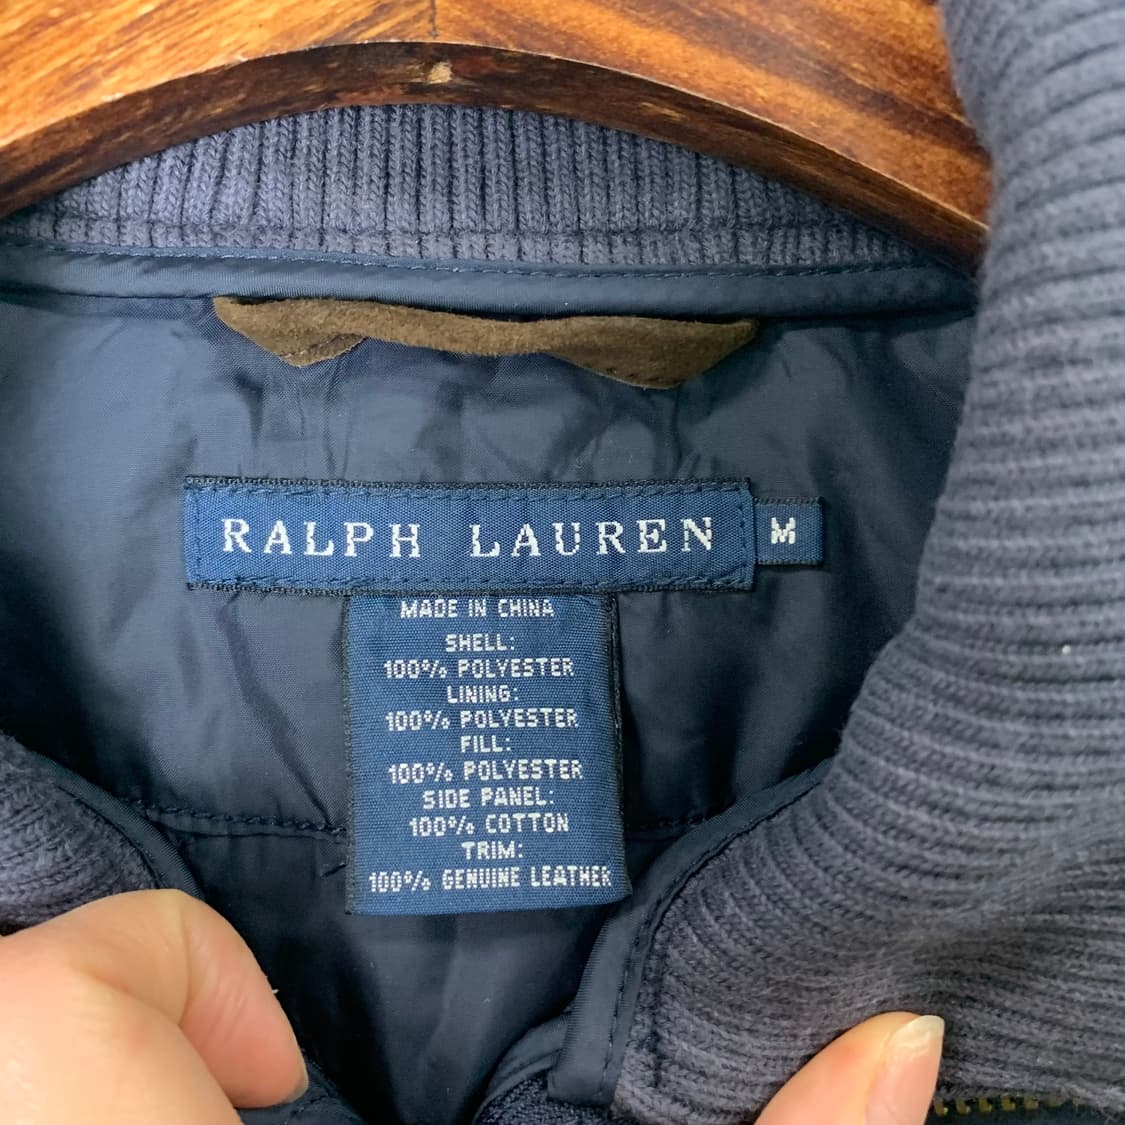 RALPH LAUREN M
MADE IN CHINA
SHELL:
100% POLYESTER
LINING:
100% POLYESTER
FILL:
100% POLYESTER
SIDE PANEL:
100% COTTON
TRIM:
100% GENUINE LEATHER